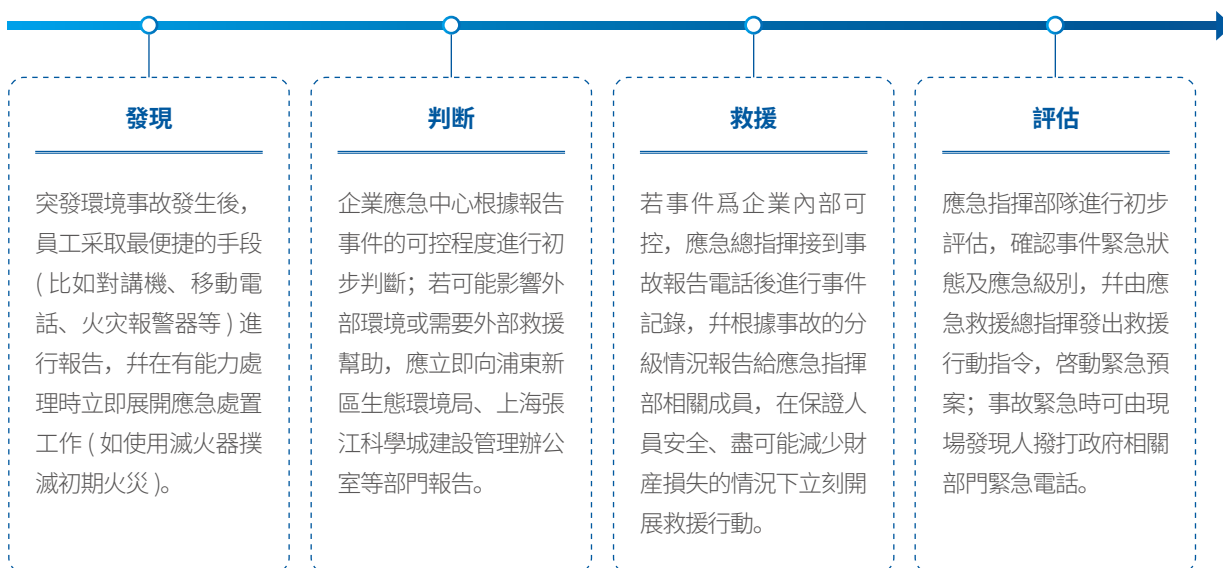 發現
突發環境事故發生後，
員工采取最便捷的手段
( 比如對講機、移動電
話、火灾報警器等 ) 進
行報告，幷在有能力處
理時立即展開應急處置
工作 ( 如使用滅火器撲
滅初期火災 )。
判斷
企業應急中心根據報告
事件的可控程度進行初
步判斷；若可能影響外
部環境或需要外部救援
幫助，應立即向浦東新
區生態環境局、上海張
江科學城建設管理辦公
室等部門報告。
救援
若事件爲企業內部可
控，應急總指揮接到事
故報告電話後進行事件
記錄，幷根據事故的分
級情況報告給應急指揮
部相關成員，在保證人
員安全、盡可能減少財
産損失的情況下立刻開
展救援行動。
評估
應急指揮部隊進行初步
評估，確認事件緊急狀
態及應急級別，幷由應
急救援總指揮發出救援
行動指令，啓動緊急預
案；事故緊急時可由現
場發現人撥打政府相關
部門緊急電話。